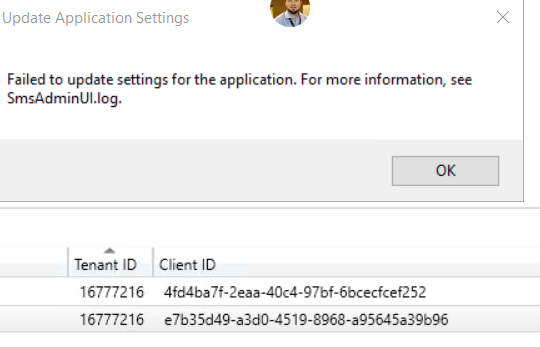 Update Application Settings
Failed to update settings for the application. For more information, see
SmsAdminUI.log.
OK
Tenant ID Client ID
16777216 4fd4ba7f-2eaa-40c4-97bf-6bcecfcef252
16777216 e7b35d49-a3d0-4519-8968-a95645a39b96